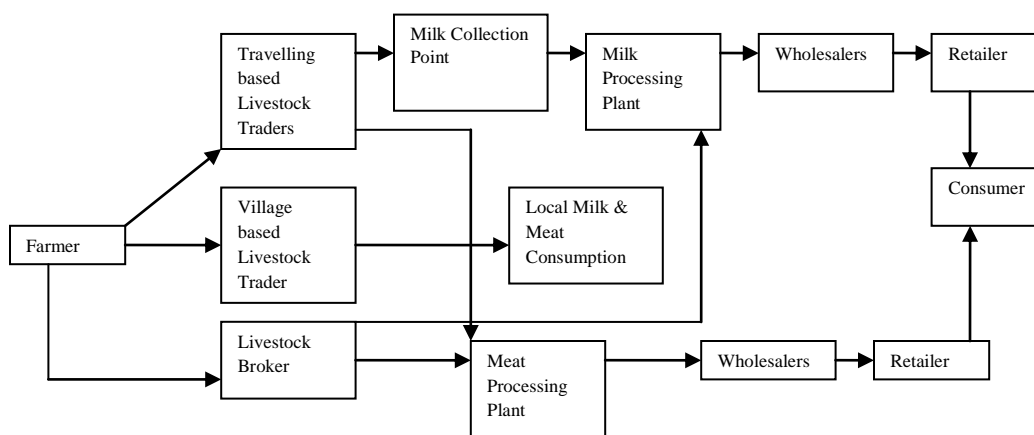 Travelling
based
Livestock
Traders
Milk Collection
Point
Milk
Processing
Plant
Wholesalers
Retailer
Consumer
Farmer
Village
based
Livestock
Trader
Local Milk &
Meat
Consumption
Livestock
Broker
Meat
Processing
Plant
Wholesalers
Retailer